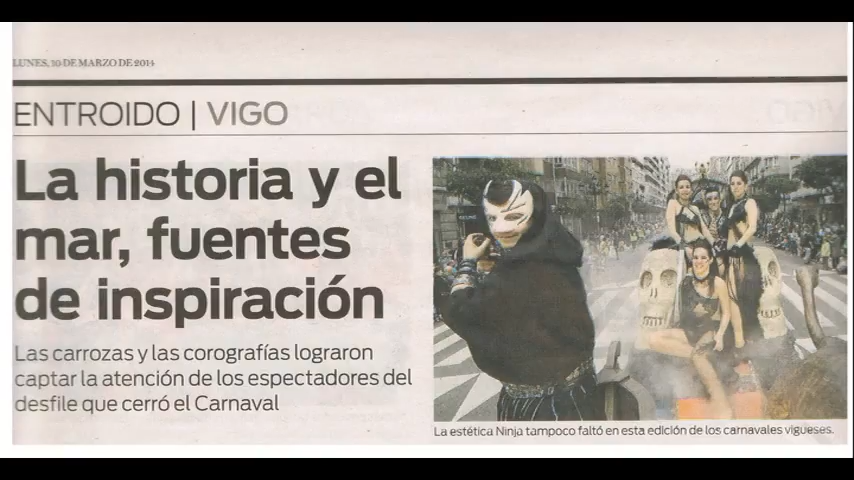 LUNES, 10 DE MARZO DE 2014
ENTROIDO | VIGO
La historia y el
mar, fuentes
de inspiración
Las carrozas y las corografías lograron
captar la atención de los espectadores del
desfile que cerró el Carnaval
La estética Ninja tampoco faltó en esta edición de los carnavales vigueses.